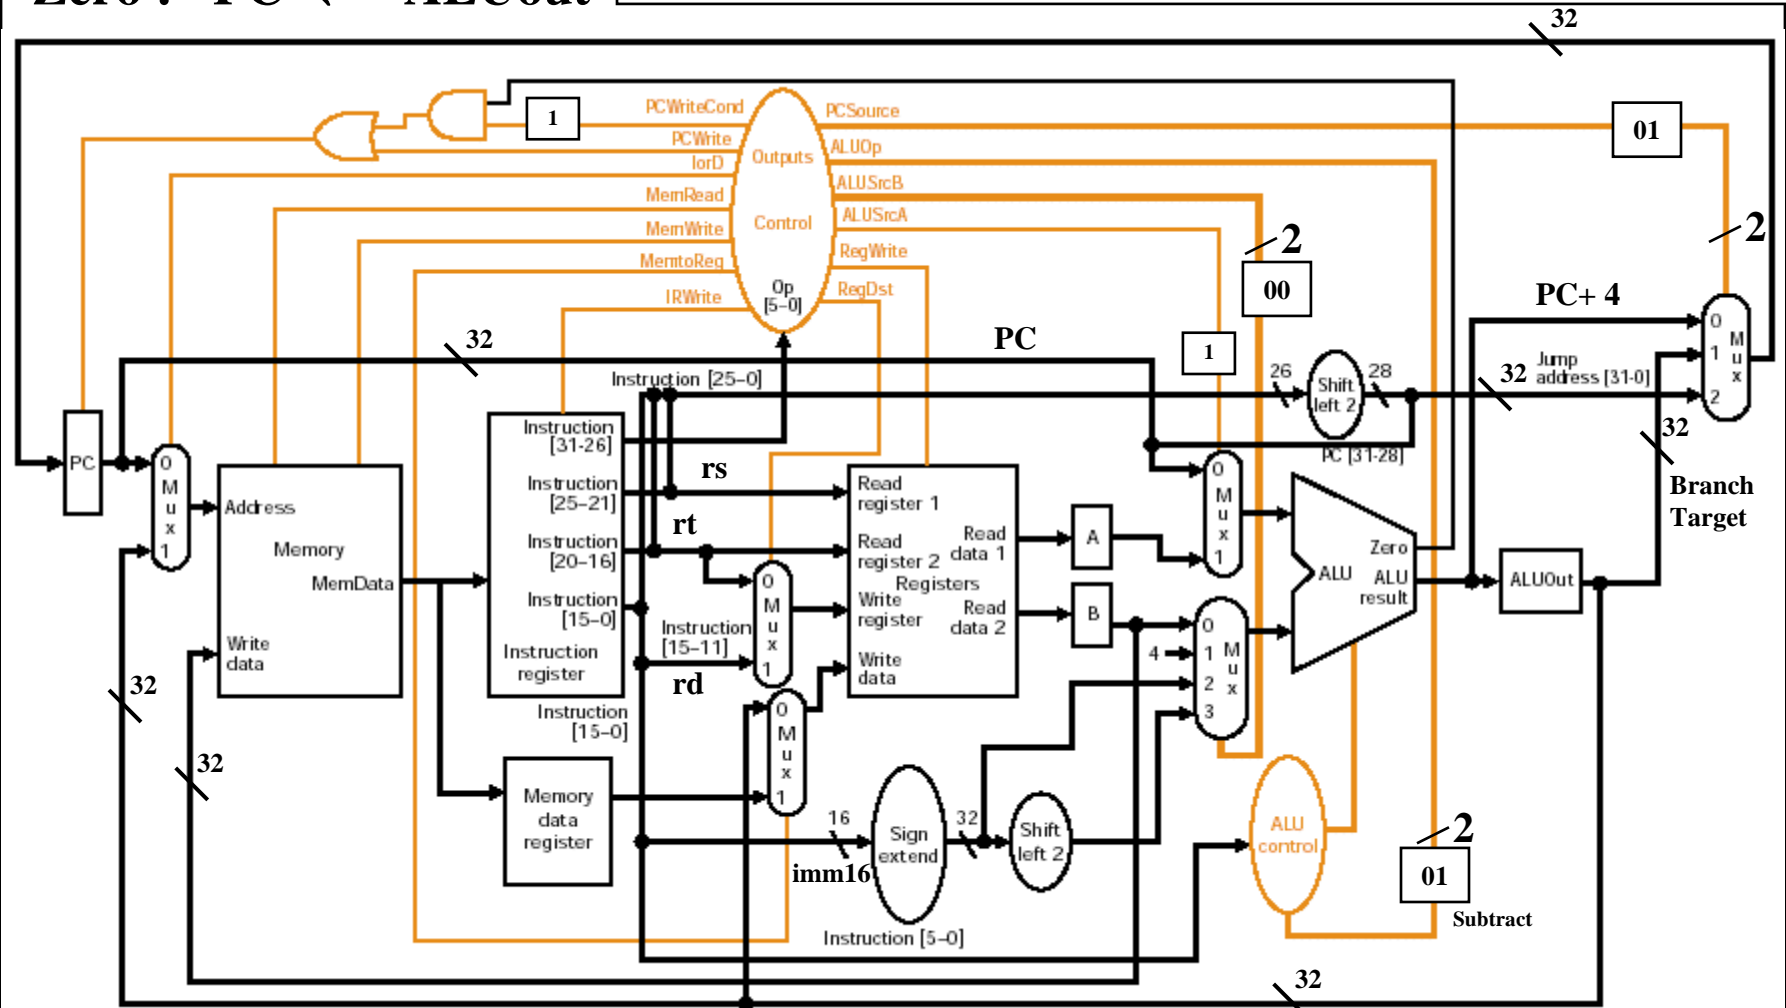 32
PCWriteCond
PCSource
1
01
PCWrite
ALUOp
IorD
Outputs
MemRead
ALUSrcB
ALUSrcA
MemWrite
Control
2
2
RegWrite
MemtoReg
RegDst
IRWrite
Op
[5-0]
00
PC+ 4
32
PC
1
0
1
2
M
u
x
Instruction [25-0]
26
Shift
left 2
28
32
Jump
address [31-0]
32
PC [31-28]
Branch
Target
PC
0
M
u
x
1
Address
Memory
MemData
Write
data
Instruction
[31-26]
Instruction
[25-21]
Instruction
[20-16]
Instruction
[15-0]
Instruction
register
rs
rt
Instruction
[15-11]
rd
0
M
u
x
1
Read
register 1
Read
register 2
Registers
Write
register
Write
data
Read
data 1
Read
data 2
A
B
0
M
u
x
1
0
4
1
2
3
M
u
x
Zero
ALU
ALU
result
ALUOut
32
32
Instruction
[15-0]
0
M
u
x
1
Memory
data
register
16
imm16
Sign
extend
32
Shift
left 2
ALU
control
2
01
Subtract
Instruction [5-0]
32